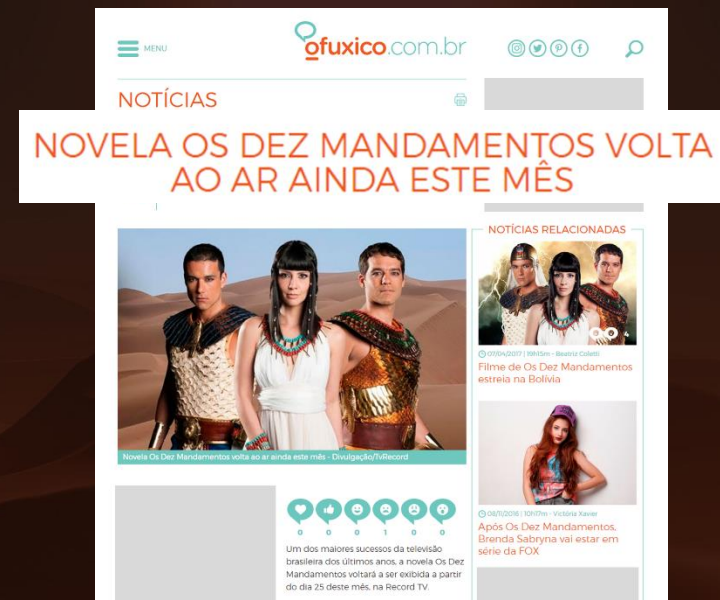 MENU
ofuxico.com.br
NOTÍCIAS
NOVELA OS DEZ MANDAMENTOS VOLTA
AO AR AINDA ESTE MÊS
Novela Os Dez Mandamentos volta ao ar ainda este mês - Divulgação/TvRecord
0 0 0 1 0 0
Um dos maiores sucessos da televisão
brasileira dos últimos anos, a novela Os Dez
Mandamentos voltará a ser exibida a partir
do dia 25 deste mês, na Record TV.
NOTÍCIAS RELACIONADAS
4
07/04/2017 | 19h15m - Beatriz Coletti
Filme de Os Dez Mandamentos
estreia na Bolívia
08/11/2016 | 10h17m - Victória Xavier
Após Os Dez Mandamentos,
Brenda Sabryna vai estar em
série da FOX